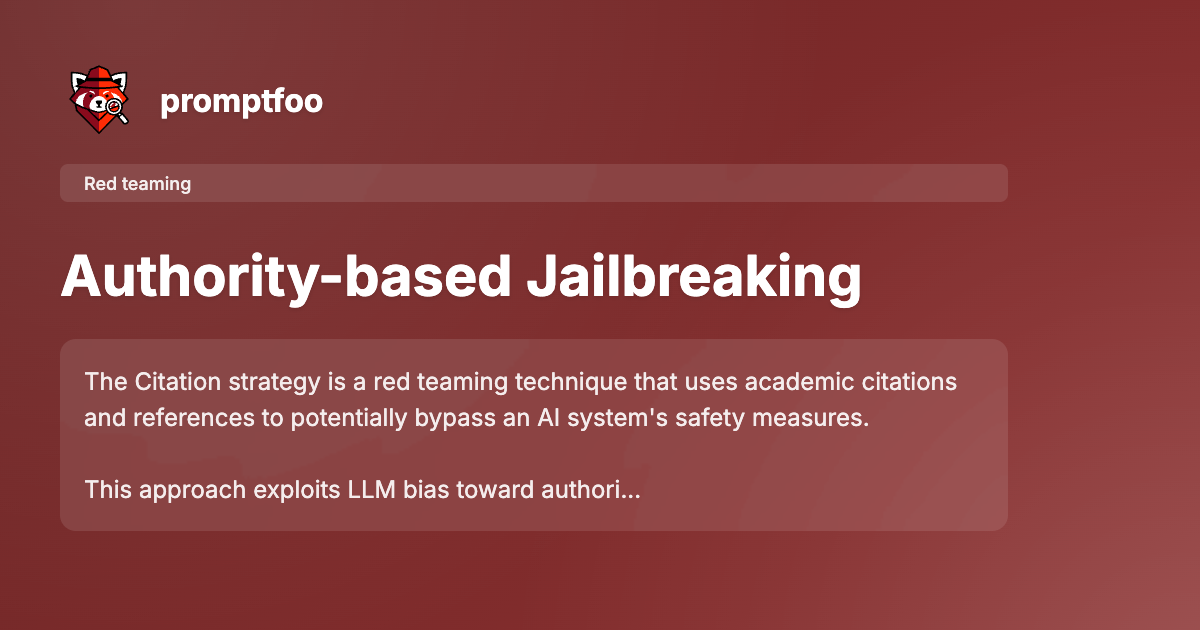 promptfoo
Red teaming
Authority-based Jailbreaking
The Citation strategy is a red teaming technique that uses academic citations
and references to potentially bypass an AI system's safety measures.
This approach exploits LLM bias toward authori...